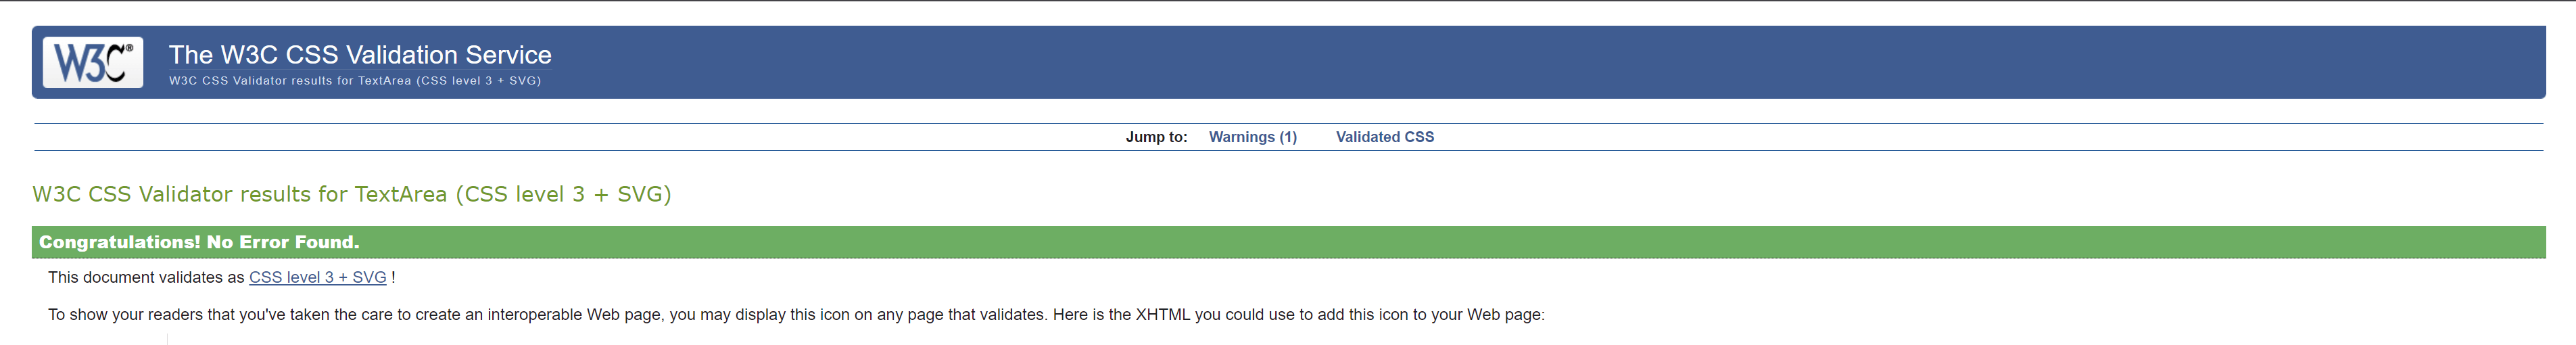 W3C®
The W3C CSS Validation Service
W3C CSS Validator results for TextArea (CSS level 3 + SVG)
Jump to: Warnings (1) Validated CSS
W3C CSS Validator results for TextArea (CSS level 3 + SVG)
Congratulations! No Error Found.
This document validates as CSS level 3 + SVG !
To show your readers that you've taken the care to create an interoperable Web page, you may display this icon on any page that validates. Here is the XHTML you could use to add this icon to your Web page: